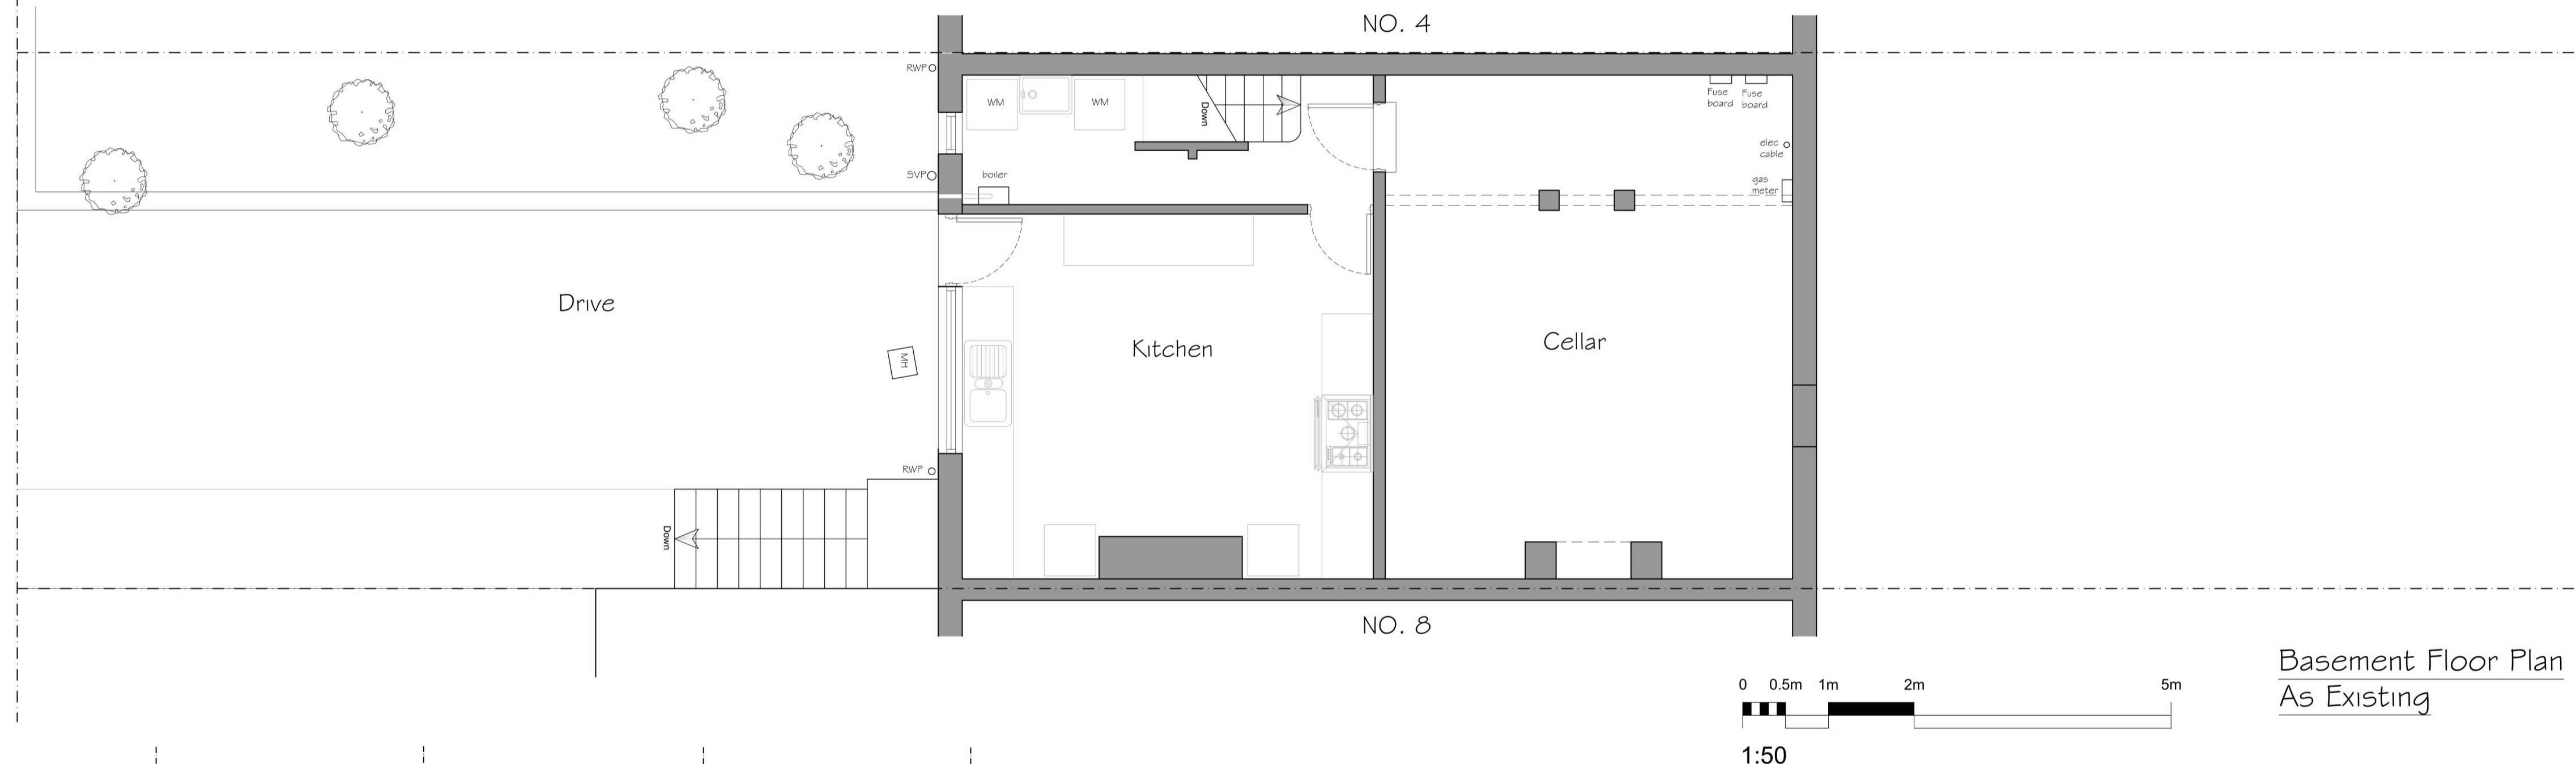 NO. 4
RWP
WM
WM
Down
Fuse
board
Fuse
board
elec
cable
SVP
boiler
gas
meter
Drive
Kitchen
Cellar
MH
RWP
Down
NO. 8
Basement Floor Plan
As Existing
0 0.5m 1m 2m 5m
1:50